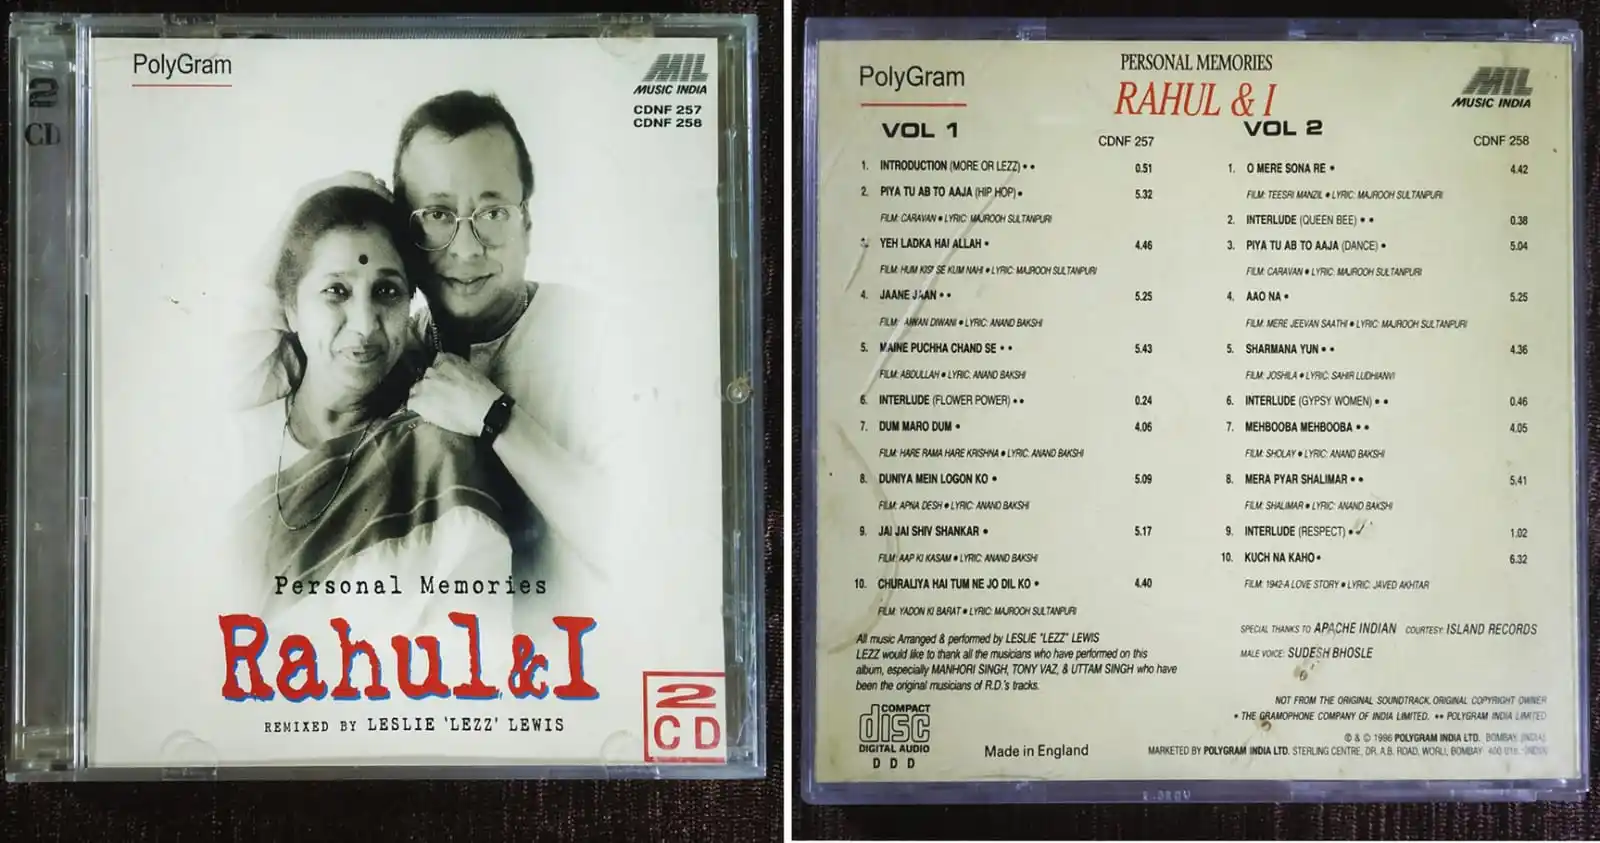 2
CD
PolyGram
MIL
MUSIC INDIA
CDNF 257
CDNF 258
Personal Memories
Rahul&I
REMIXED BY LESLIE 'LEZZ' LEWIS
2
CD
PolyGram
PERSONAL MEMORIES
RAHUL & I
MIL
MUSIC INDIA
VOL 1
CDNF 257
1. INTRODUCTION (MORE OR LEZZ) • • 0.51
2. PIYA TU AB TO AAJA (HIP HOP) • 5.32
FILM: CARAVAN • LYRIC: MAJROOH SULTANPURI
3. YEH LADKA HAI ALLAH • 4.46
FILM: HUM KISI SE KUM NAHI • LYRIC: MAJROOH SULTANPURI
4. JAANE JAAN • • 5.25
FILM: JAWAN DIWANI • LYRIC: ANAND BAKSHI
5. MAINE PUCHHA CHAND SE • • 5.43
FILM: ABDULLAH • LYRIC: ANAND BAKSHI
6. INTERLUDE (FLOWER POWER) • • 0.24
7. DUM MARO DUM • 4.06
FILM: HARE RAMA HARE KRISHNA • LYRIC: ANAND BAKSHI
8. DUNIYA MEIN LOGON KO • 5.09
FILM: APNA DESH • LYRIC: ANAND BAKSHI
9. JAI JAI SHIV SHANKAR • 5.17
FILM: AAP KI KASAM • LYRIC: ANAND BAKSHI
10. CHURALIYA HAI TUM NE JO DIL KO • 4.40
FILM: YADON KI BARAT • LYRIC: MAJROOH SULTANPURI
All music Arranged & performed by LESLIE "LEZZ" LEWIS
LEZZ would like to thank all the musicians who have performed on this
album, especially MANHORI SINGH, TONY VAZ, & UTTAM SINGH who have
been the original musicians of R.D.'s tracks.
COMPACT
disc
DIGITAL AUDIO
D D D
Made in England
VOL 2
CDNF 258
1. O MERE SONA RE • 4.42
FILM: TEESRI MANZIL • LYRIC: MAJROOH SULTANPURI
2. INTERLUDE (QUEEN BEE) • • 0.38
3. PIYA TU AB TO AAJA (DANCE) • 5.04
FILM: CARAVAN • LYRIC: MAJROOH SULTANPURI
4. AAO NA • 5.25
FILM: MERE JEEVAN SAATHI • LYRIC: MAJROOH SULTANPURI
5. SHARMANA YUN • • 4.36
FILM: JOSHILA • LYRIC: SAHIR LUDHIANVI
6. INTERLUDE (GYPSY WOMEN) • • 0.46
7. MEHBOOBA MEHBOOBA • • 4.05
FILM: SHOLAY • LYRIC: ANAND BAKSHI
8. MERA PYAR SHALIMAR • • 5.41
FILM: SHALIMAR • LYRIC: ANAND BAKSHI
9. INTERLUDE (RESPECT) • • 1.02
10. KUCH NA KAHO • 6.32
FILM: 1942-A LOVE STORY • LYRIC: JAVED AKHTAR
SPECIAL THANKS TO APACHE INDIAN COURTESY: ISLAND RECORDS
MALE VOICE: SUDESH BHOSLE
NOT FROM THE ORIGINAL SOUNDTRACK. ORIGINAL COPYRIGHT OWNER
• THE GRAMOPHONE COMPANY OF INDIA LIMITED. •• POLYGRAM INDIA LIMITED
℗ & © 1996 POLYGRAM INDIA LTD. BOMBAY (INDIA)
MARKETED BY POLYGRAM INDIA LTD. STERLING CENTRE, DR. A.B. ROAD, WORLI, BOMBAY